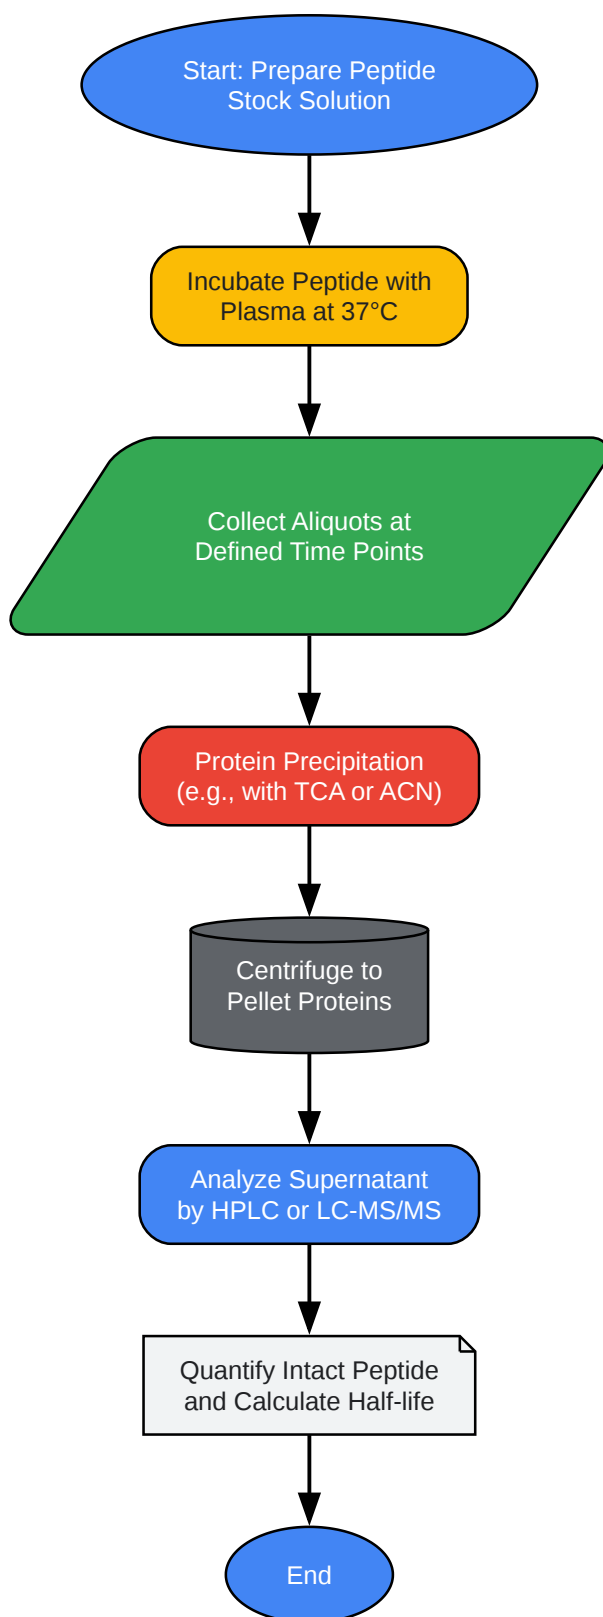 Start: Prepare Peptide
Stock Solution
Incubate Peptide with
Plasma at 37°C
Collect Aliquots at
Defined Time Points
Protein Precipitation
(e.g., with TCA or ACN)
Centrifuge to
Pellet Proteins
Analyze Supernatant
by HPLC or LC-MS/MS
Quantify Intact Peptide
and Calculate Half-life
End